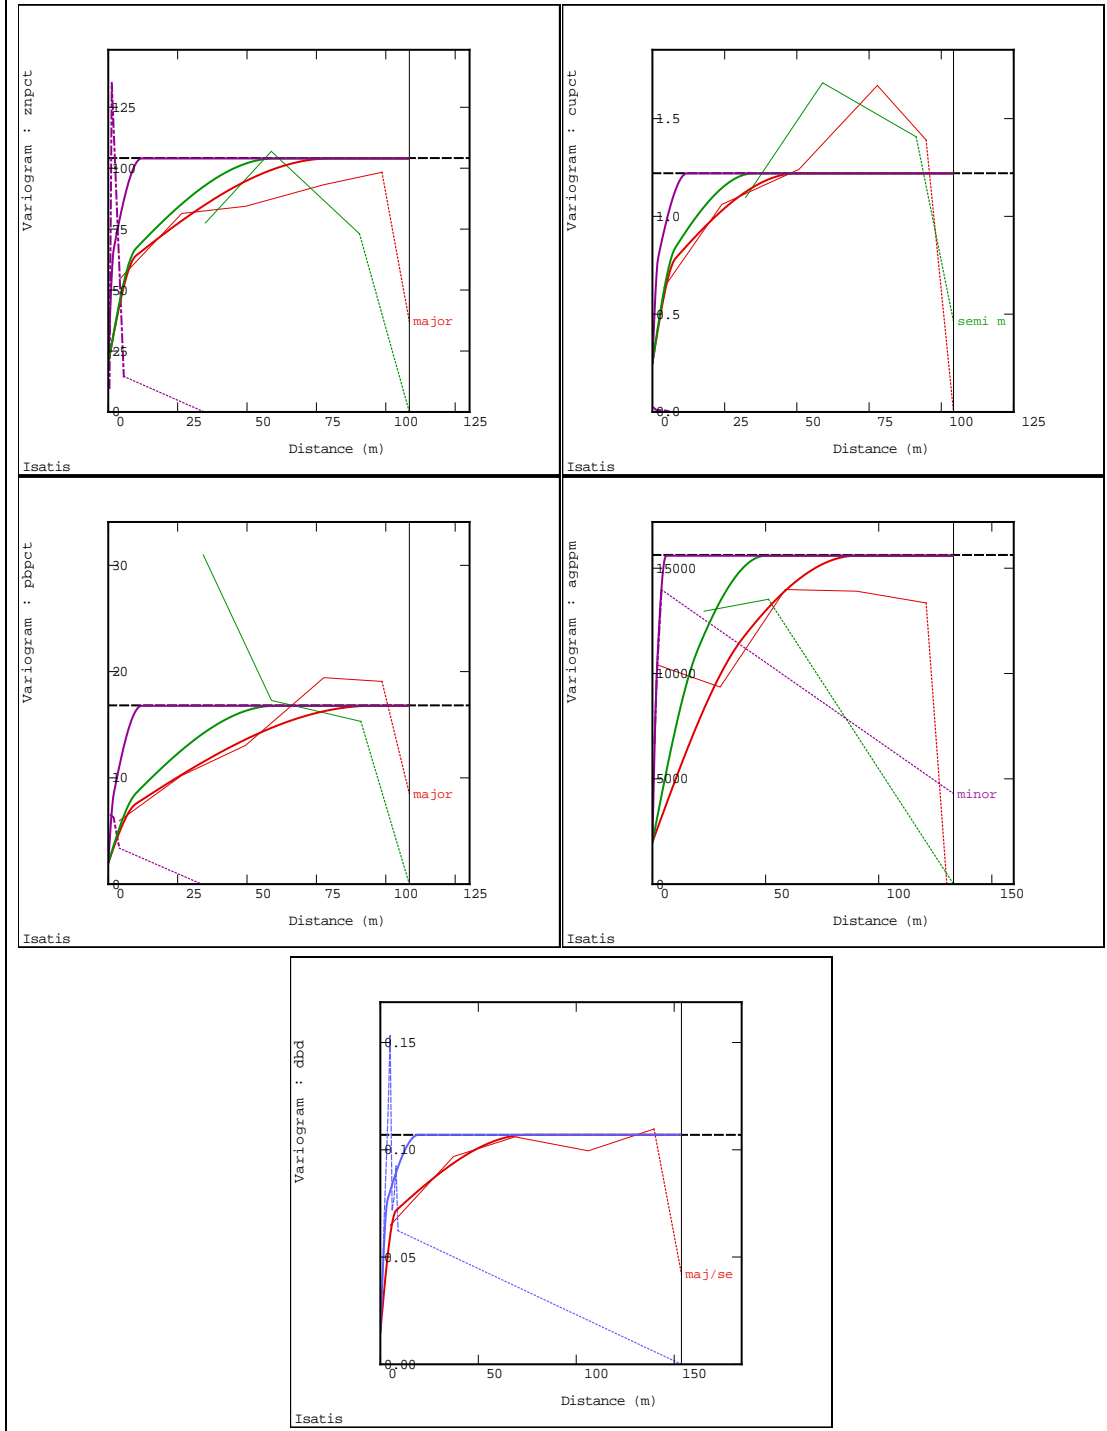 Variogram : znpct
125
100
75
50
25
0
major
0 25 50 75 100 125
Distance (m)
Isatis
Variogram : cupct
1.5
1.0
0.5
0.0
semi m
0 25 50 75 100 125
Distance (m)
Isatis
Variogram : pbpct
30
20
10
0
major
0 25 50 75 100 125
Distance (m)
Isatis
Variogram : agppm
15000
10000
5000
0
minor
0 50 100 150
Distance (m)
Isatis
Variogram : dbd
0.15
0.10
0.05
0.00
maj/se
0 50 100 150
Distance (m)
Isatis